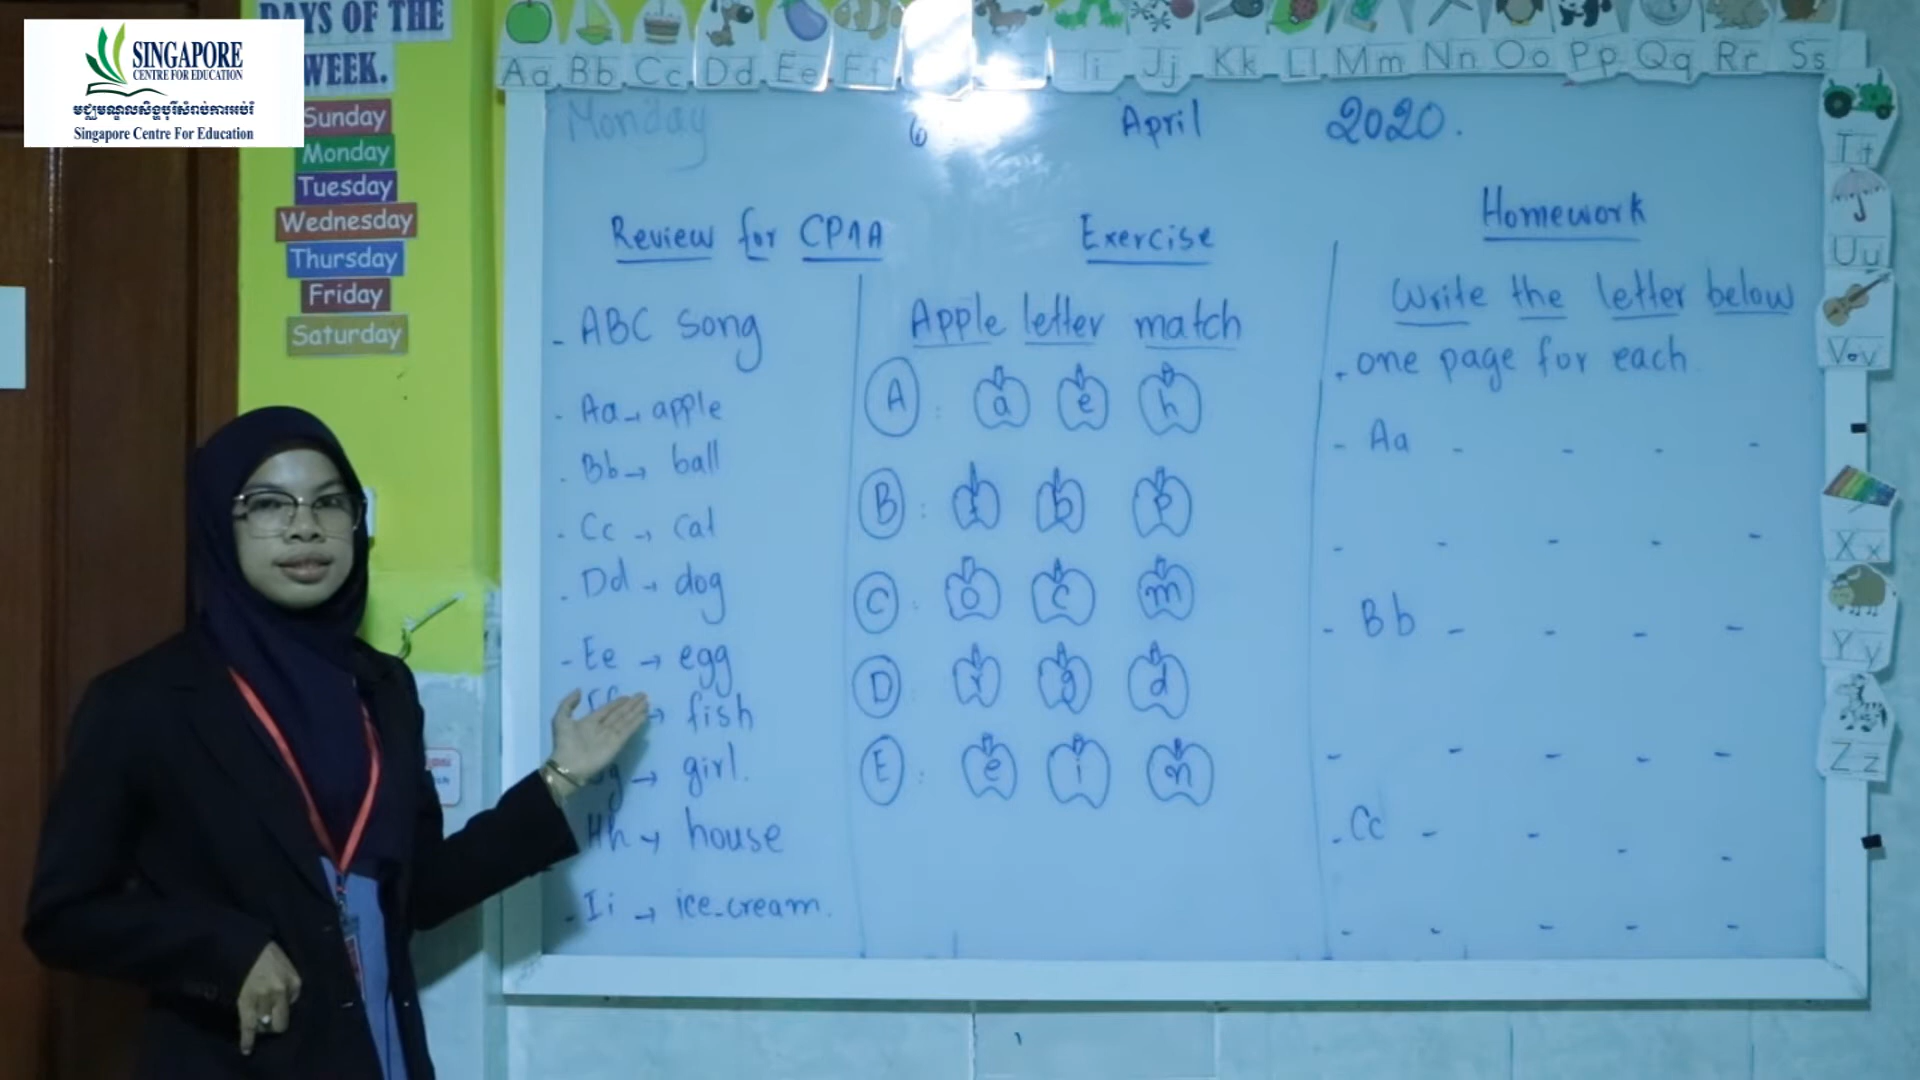 SINGAPORE
CENTRE FOR EDUCATION
មជ្ឈមណ្ឌលសិង្ហបុរីសំរាប់ការអប់រំ
Singapore Centre For Education
DAYS OF THE
WEEK.
Sunday
Monday
Tuesday
Wednesday
Thursday
Friday
Saturday
Aa Bb Cc Dd Ee Ff Ii Jj Kk Ll Mm Nn Oo Pp Qq Rr Ss
Tt
Uu
Vv
Xx
Yy
Zz
Monday 6 April 2020.
Review for CP1A
- ABC song
- Aa → apple
. Bb → ball
- Cc → cat
. Dd → dog
- Ee → egg
→ fish
g → girl.
Hh → house
- Ii → ice-cream.
Exercise
Apple letter match
A : a e h
B : t b p
C : o c m
D : r g d
E : e i n
Homework
Write the letter below
. one page for each
- Aa - - - -
- - - - -
- Bb - - - -
- - - - -
- Cc - - - -
- - - - -